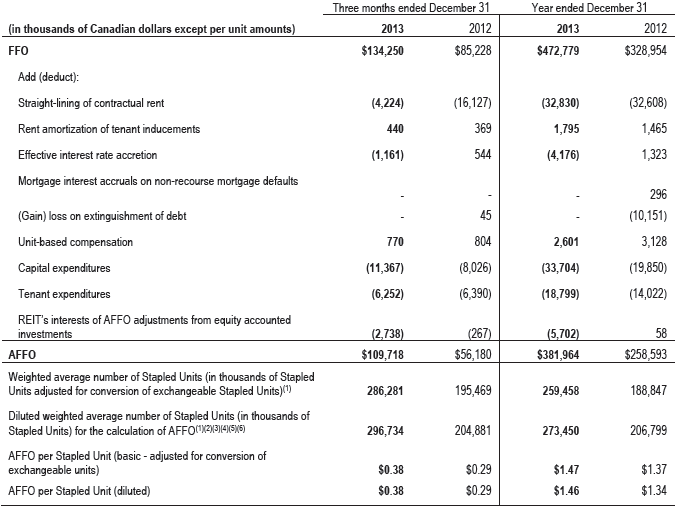 Three months ended December 31 Year ended December 31
(in thousands of Canadian dollars except per unit amounts) 2013 2012 2013 2012
FFO $134,250 $85,228 $472,779 $328,954
Add (deduct):
Straight-lining of contractual rent (4,224) (16,127) (32,830) (32,608)
Rent amortization of tenant inducements 440 369 1,795 1,465
Effective interest rate accretion (1,161) 544 (4,176) 1,323
Mortgage interest accruals on non-recourse mortgage defaults
- - - 296
(Gain) loss on extinguishment of debt - 45 - (10,151)
Unit-based compensation 770 804 2,601 3,128
Capital expenditures (11,367) (8,026) (33,704) (19,850)
Tenant expenditures (6,252) (6,390) (18,799) (14,022)
REIT's interests of AFFO adjustments from equity accounted
investments (2,738) (267) (5,702) 58
AFFO $109,718 $56,180 $381,964 $258,593
Weighted average number of Stapled Units (in thousands of Stapled
Units adjusted for conversion of exchangeable Stapled Units)(1) 286,281 195,469 259,458 188,847
Diluted weighted average number of Stapled Units (in thousands of
Stapled Units) for the calculation of AFFO(1)(2)(3)(4)(5)(6) 296,734 204,881 273,450 206,799
AFFO per Stapled Unit (basic - adjusted for conversion of
exchangeable units) $0.38 $0.29 $1.47 $1.37
AFFO per Stapled Unit (diluted) $0.38 $0.29 $1.46 $1.34